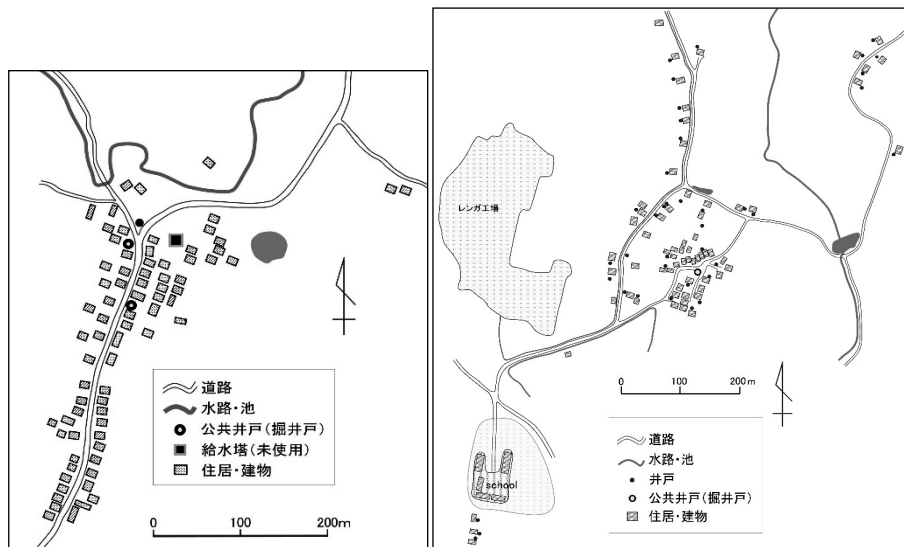 道路
水路・池
公共井戸(掘井戸)
給水塔(未使用)
住居・建物
0 100 200m
レンガ工場
school
0 100 200 m
道路
水路・池
井戸
公共井戸(掘井戸)
住居・建物